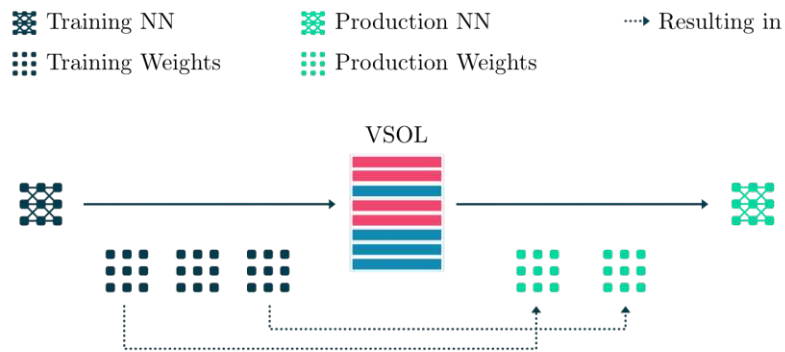 Training NN
Production NN
Resulting in
Training Weights
Production Weights
VSOL